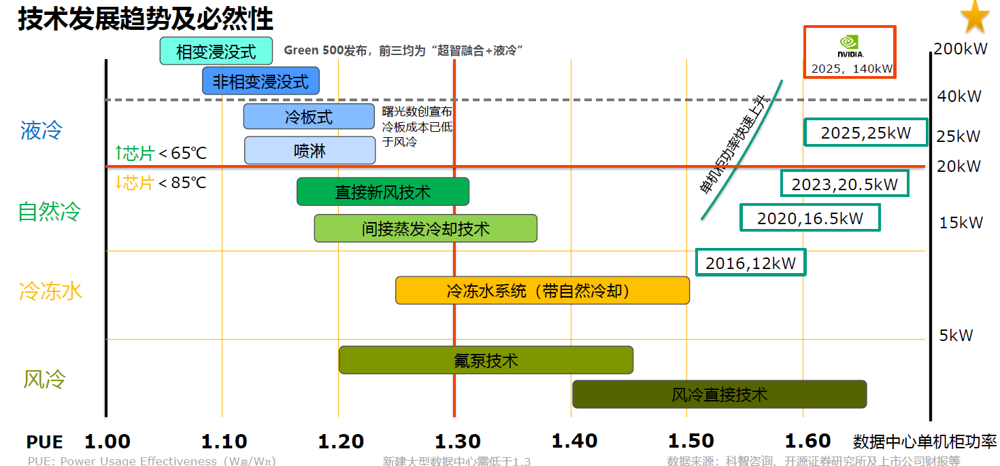 技术发展趋势及必然性
相变浸没式
Green 500发布，前三均为“超智融合+液冷”
NVIDIA.
2025，140kW
200kW
非相变浸没式
40kW
液冷
冷板式
曙光数创宣布
冷板成本已低
于风冷
单机柜功率快速上升
2025,25kW
25kW
喷淋
↑芯片＜65℃
20kW
↓芯片＜85℃
自然冷
直接新风技术
2023,20.5kW
间接蒸发冷却技术
2020,16.5kW
15kW
2016,12kW
冷冻水
冷冻水系统（带自然冷却）
5kW
风冷
氟泵技术
风冷直接技术
PUE 1.00 1.10 1.20 1.30 1.40 1.50 1.60 数据中心单机柜功率
PUE: Power Usage Effectiveness（W总/WIt） 新建大型数据中心需低于1.3 数据来源：科智咨询、开源证券研究所及上市公司财报等